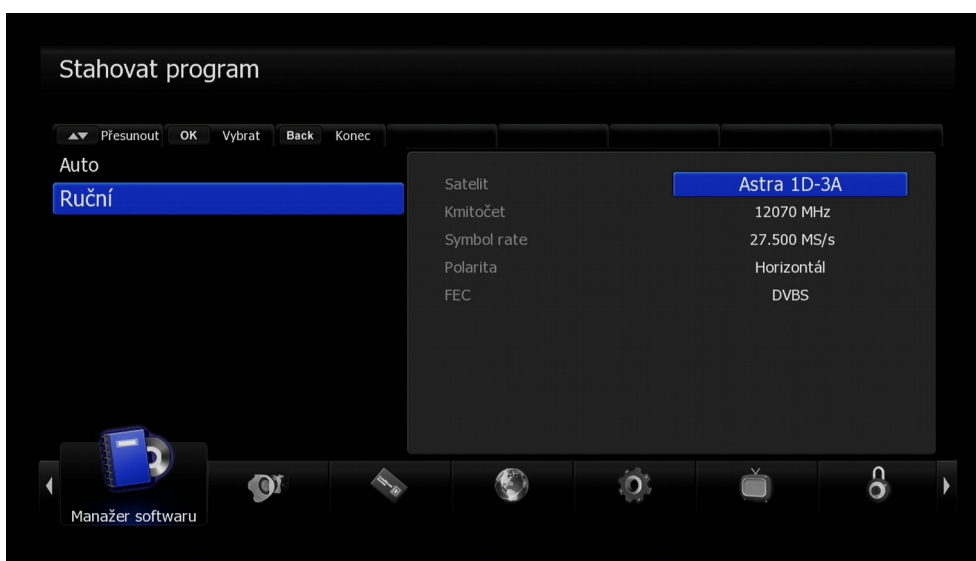 Stahovat program
Přesunout OK Vybrat Back Konec
Auto
Ruční
Satelit Astra 1D-3A
Kmitočet 12070 MHz
Symbol rate 27.500 MS/s
Polarita Horizontál
FEC DVBS
Manažer softwaru